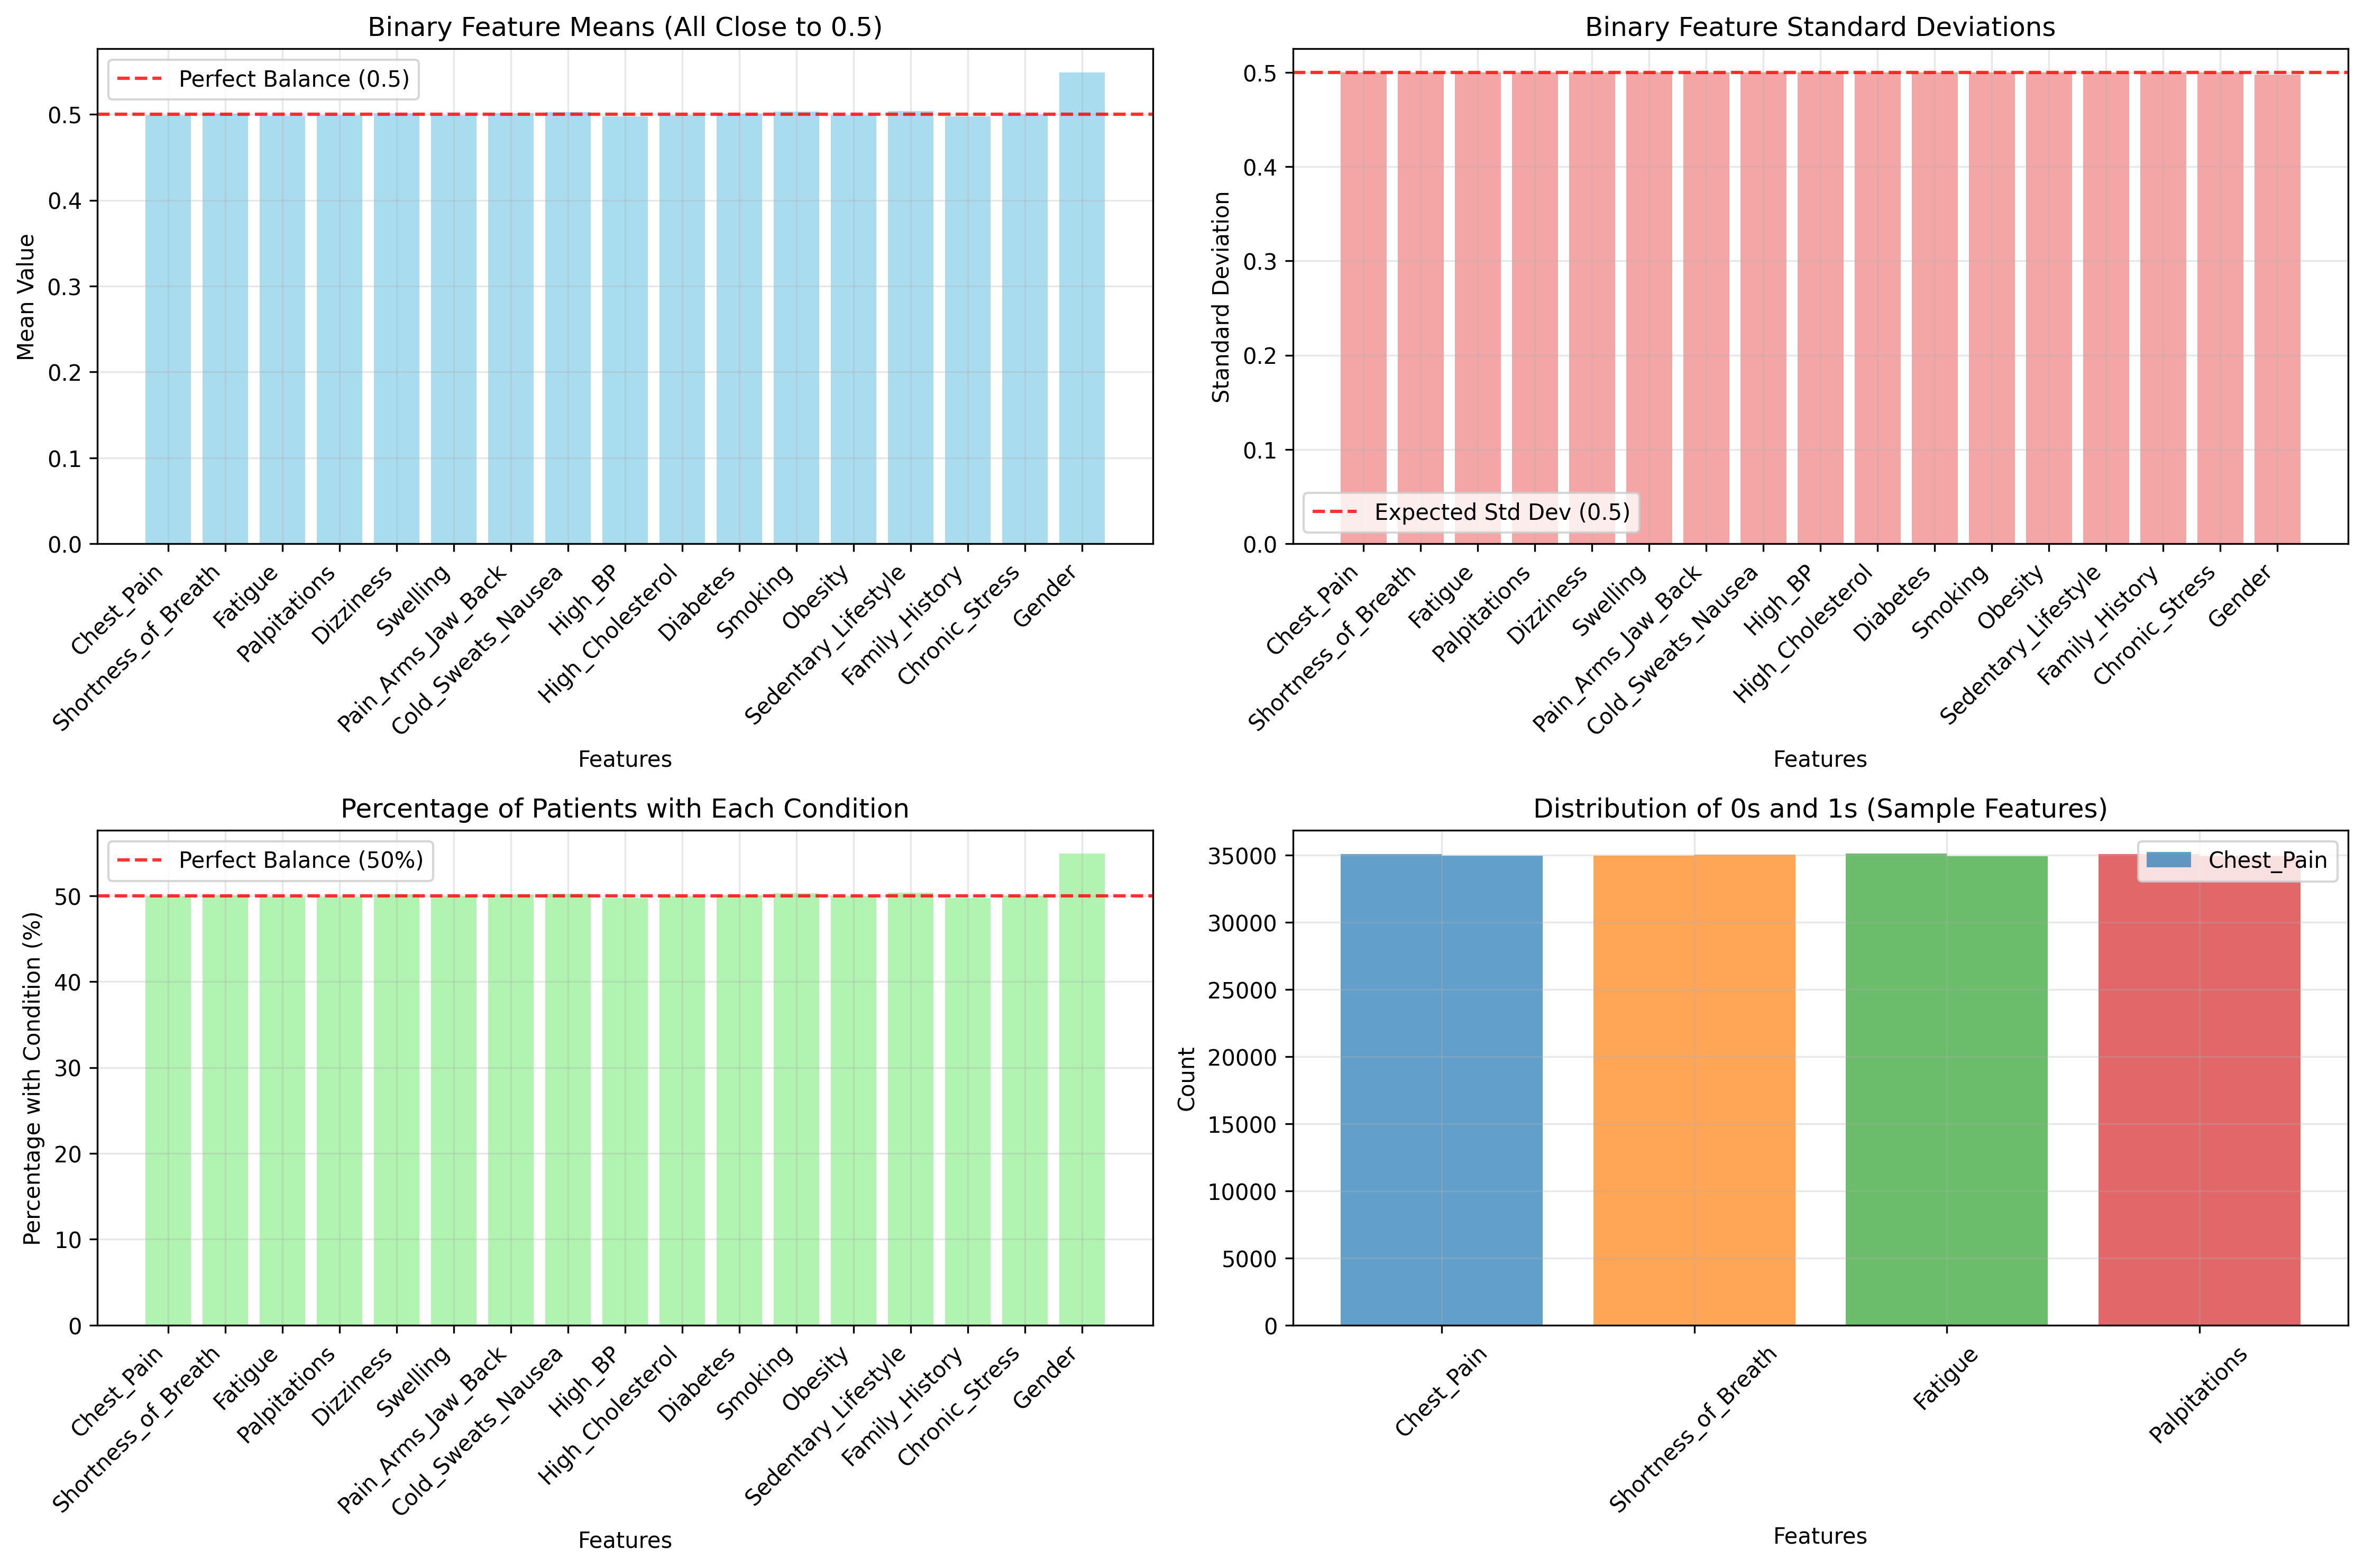 Binary Feature Means (All Close to 0.5)
Perfect Balance (0.5)
Mean Value
0.5
0.4
0.3
0.2
0.1
0.0
Chest_Pain
Shortness_of_Breath
Fatigue
Palpitations
Dizziness
Swelling
Pain_Arms_Jaw_Back
Cold_Sweats_Nausea
High_BP
High_Cholesterol
Diabetes
Smoking
Obesity
Sedentary_Lifestyle
Family_History
Chronic_Stress
Gender
Features
Binary Feature Standard Deviations
Standard Deviation
0.5
0.4
0.3
0.2
0.1
0.0
Expected Std Dev (0.5)
Chest_Pain
Shortness_of_Breath
Fatigue
Palpitations
Dizziness
Swelling
Pain_Arms_Jaw_Back
Cold_Sweats_Nausea
High_BP
High_Cholesterol
Diabetes
Smoking
Obesity
Sedentary_Lifestyle
Family_History
Chronic_Stress
Gender
Features
Percentage of Patients with Each Condition
Perfect Balance (50%)
Percentage with Condition (%)
50
40
30
20
10
0
Chest_Pain
Shortness_of_Breath
Fatigue
Palpitations
Dizziness
Swelling
Pain_Arms_Jaw_Back
Cold_Sweats_Nausea
High_BP
High_Cholesterol
Diabetes
Smoking
Obesity
Sedentary_Lifestyle
Family_History
Chronic_Stress
Gender
Features
Distribution of 0s and 1s (Sample Features)
Chest_Pain
Count
35000
30000
25000
20000
15000
10000
5000
0
Chest_Pain
Shortness_of_Breath
Fatigue
Palpitations
Features